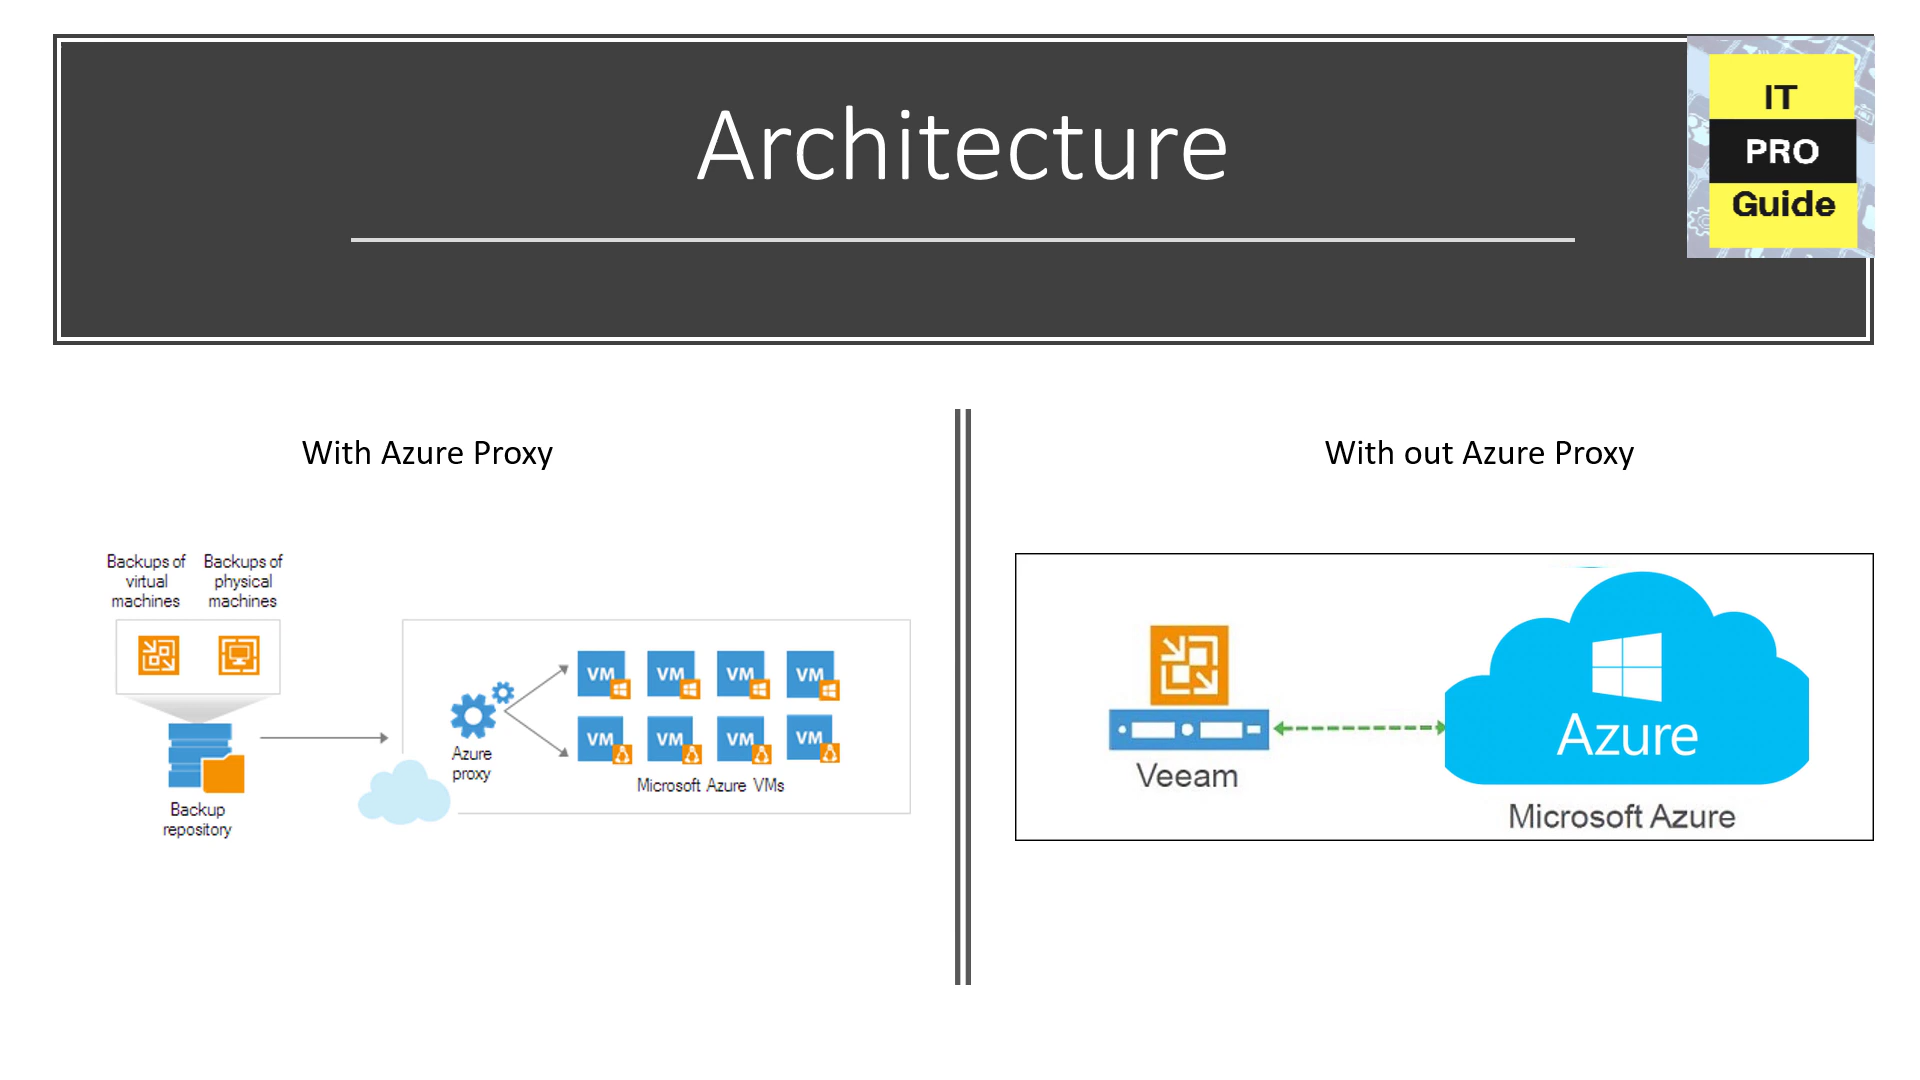 Architecture
IT
PRO
Guide
With Azure Proxy
Backups of
virtual
machines
Backups of
physical
machines
Backup
repository
Azure
proxy
VM VM VM VM
VM VM VM VM
Microsoft Azure VMs
With out Azure Proxy
Veeam
Azure
Microsoft Azure